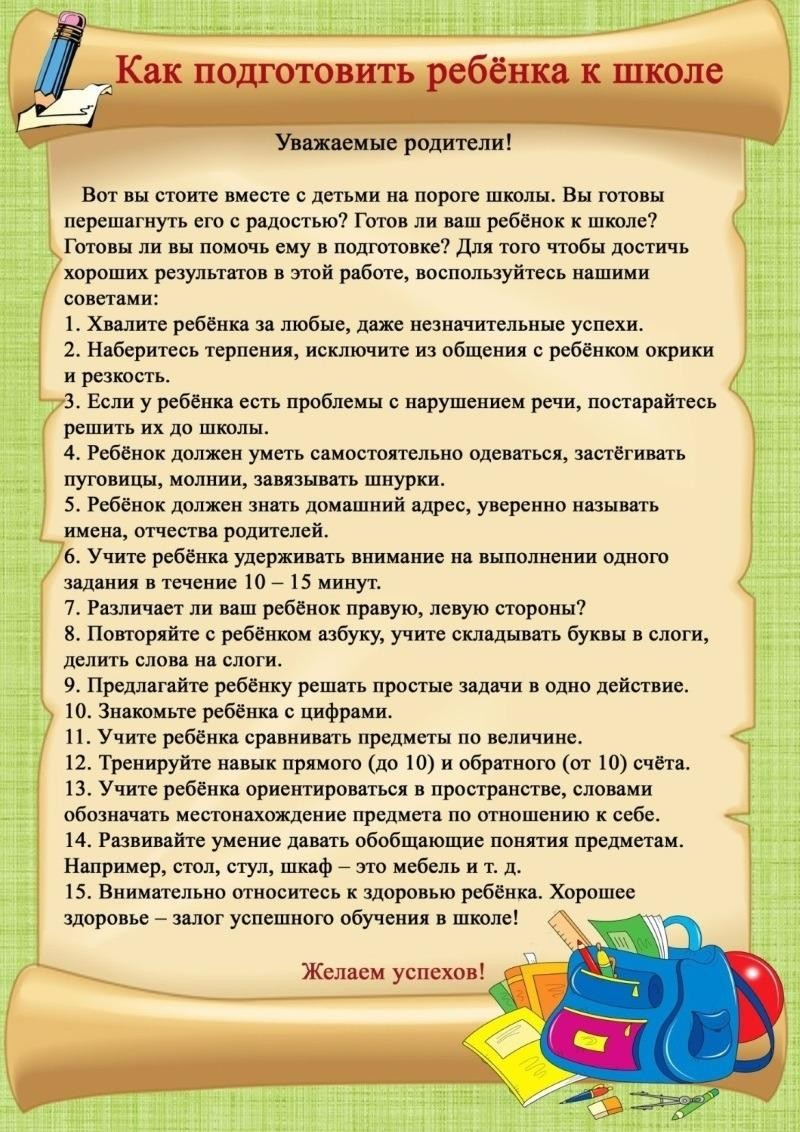 Как подготовить ребёнка к школе
Уважаемые родители!
Вот вы стоите вместе с детьми на пороге школы. Вы готовы
перешагнуть его с радостью? Готов ли ваш ребёнок к школе?
Готовы ли вы помочь ему в подготовке? Для того чтобы достичь
хороших результатов в этой работе, воспользуйтесь нашими
советами:
1. Хвалите ребёнка за любые, даже незначительные успехи.
2. Наберитесь терпения, исключите из общения с ребёнком окрики
и резкость.
3. Если у ребёнка есть проблемы с нарушением речи, постарайтесь
решить их до школы.
4. Ребёнок должен уметь самостоятельно одеваться, застёгивать
пуговицы, молнии, завязывать шнурки.
5. Ребёнок должен знать домашний адрес, уверенно называть
имена, отчества родителей.
6. Учите ребёнка удерживать внимание на выполнении одного
задания в течение 10 – 15 минут.
7. Различает ли ваш ребёнок правую, левую стороны?
8. Повторяйте с ребёнком азбуку, учите складывать буквы в слоги,
делить слова на слоги.
9. Предлагайте ребёнку решать простые задачи в одно действие.
10. Знакомьте ребёнка с цифрами.
11. Учите ребёнка сравнивать предметы по величине.
12. Тренируйте навык прямого (до 10) и обратного (от 10) счёта.
13. Учите ребёнка ориентироваться в пространстве, словами
обозначать местонахождение предмета по отношению к себе.
14. Развивайте умение давать обобщающие понятия предметам.
Например, стол, стул, шкаф – это мебель и т. д.
15. Внимательно относитесь к здоровью ребёнка. Хорошее
здоровье – залог успешного обучения в школе!
Желаем успехов!